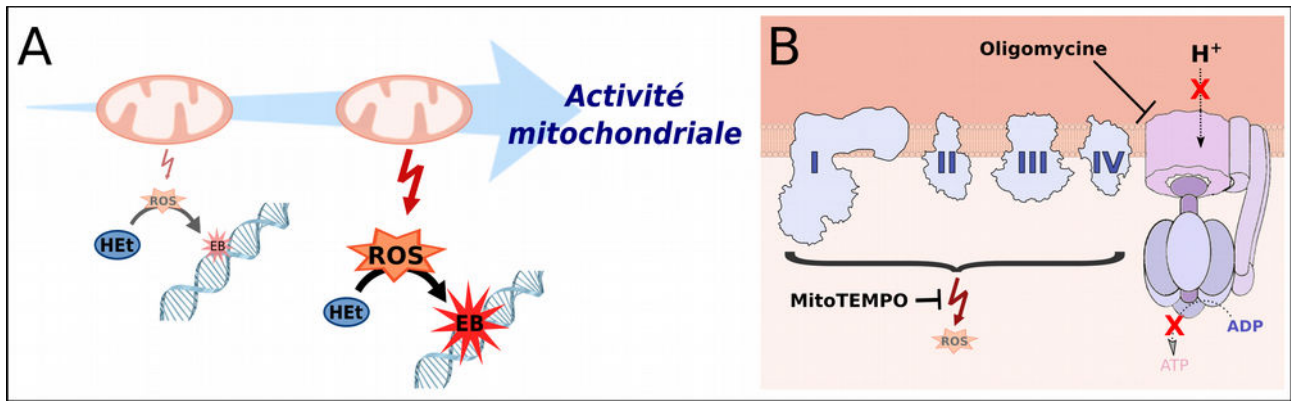 A
Activité
mitochondriale
ROS
HEt
EB
ROS
HEt
EB
B
Oligomycine
H+
I
II
III
IV
MitoTEMPO
ROS
ADP
ATP
X
X